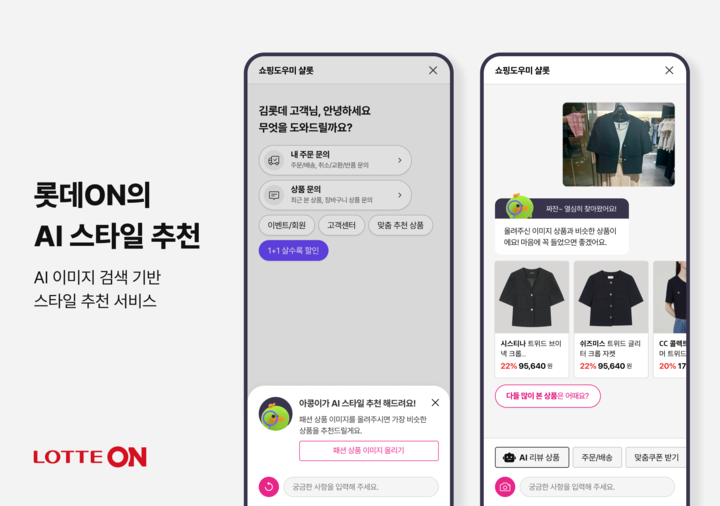 롯데ON의
AI 스타일 추천
AI 이미지 검색 기반
스타일 추천 서비스
LOTTE ON
쇼핑도우미 샬롯
김롯데 고객님, 안녕하세요
무엇을 도와드릴까요?
내 주문 문의
주문/배송, 취소/교환/반품 문의
상품 문의
최근 본 상품, 장바구니 상품 문의
이벤트/회원
고객센터
맞춤 추천 상품
1+1 살수록 할인
아콩이가 AI 스타일 추천 해드려요!
패션 상품 이미지를 올려주시면 가장 비슷한
상품을 추천드릴게요.
패션 상품 이미지 올리기
궁금한 사항을 입력해 주세요.
쇼핑도우미 샬롯
짜잔~ 열심히 찾아왔어요!
올려주신 이미지 상품과 비슷한 상품이
에요! 마음에 꼭 들었으면 좋겠어요.
시스티나 트위드 브이
넥 크롭..
22% 95,640 원
쉬즈미스 트위드 글리
터 크롭 자켓
22% 95,640 원
CC 콜렉트
머 트위드
20% 17
다들 많이 본 상품은 어때요?
AI 리뷰 상품
주문/배송
맞춤쿠폰 받기
궁금한 사항을 입력해 주세요.